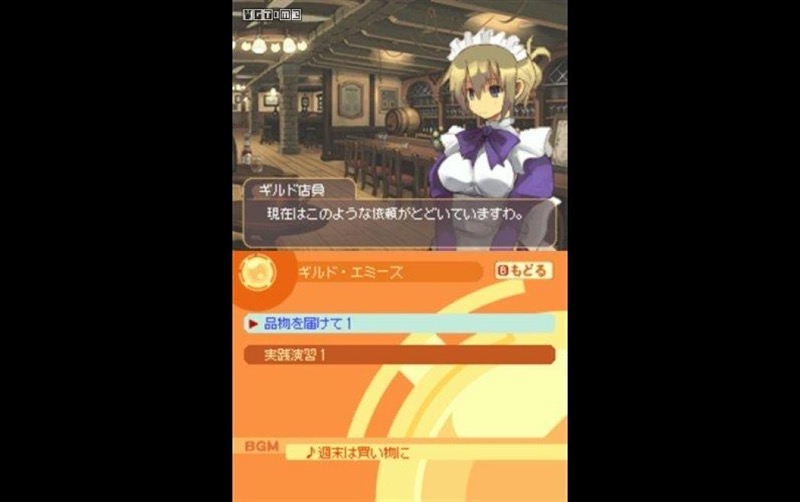 ギルド店員
現在はこのような依頼がとどいていますわ。
ギルド・エミーズ
Bもどる
▶品物を届けて1
実践演習1
BGM
♪週末は買い物に